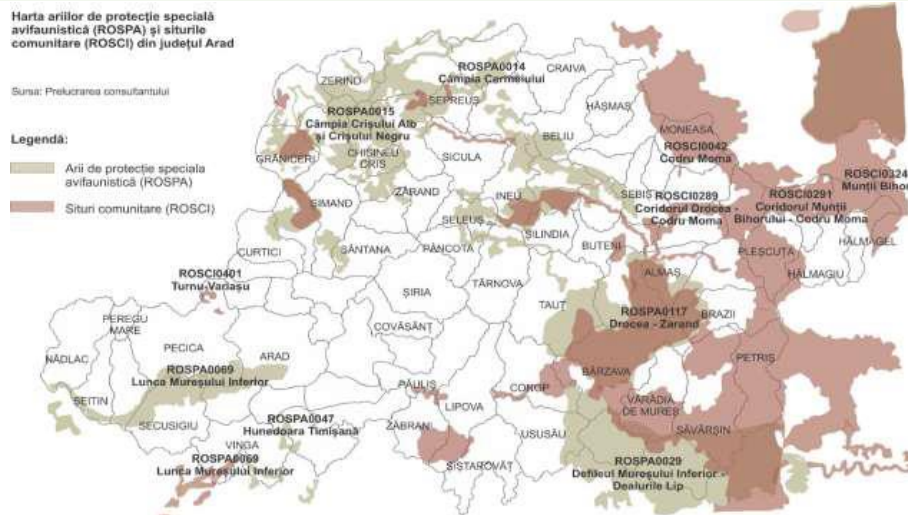 Harta ariilor de protecție specială
avifaunistică (ROSPA) și siturile
comunitare (ROSCI) din județul Arad
Sursa: Prelucrarea consultantului
Legendă:
Arii de protecție speciala
avifaunistică (ROSPA)
Situri comunitare (ROSCI)
ZERIND
ROSPA0014
Câmpia Cermeiului
CRAIVA
SEPREUȘ
HĂȘMAȘ
ROSPA0015
Câmpia Crișului Alb
și Crișului Negru
BELIU
MONEASA
ROSCI0042
Codru Moma
GRĂNICERI
CHIȘINEU
CRIȘ
SICULA
ROSCI0324
Munții Bihor
ZĂRAND
INEU
SEBIȘ
ROSCI0289
Coridorul Drocea -
Codru Moma
ROSCI0291
Coridorul Munții
Bihorului - Codru Moma
SIMAND
SELEUȘ
SILINDIA
BUTENI
HĂLMAGEL
CURTICI
SÂNTANA
PÂNCOTA
PLEȘCUȚA
HĂLMAGIU
ROSCI0401
Turnu-Variașu
ȘIRIA
TÂRNOVA
ALMAȘ
TAUȚ
BRAZII
ROSPA0117
Drocea - Zarand
PEREGU
MARE
COVĂSÂNȚ
NĂDLAC
PECICA
ARAD
PETRIȘ
ROSPA0069
Lunca Mureșului Inferior
BÂRZAVA
PĂULIȘ
CONOP
SEITIN
LIPOVA
VĂRĂDIA
DE MUREȘ
SECUSIGIU
ROSPA0047
Hunedoara Timișană
ZĂBRANI
USUSĂU
SĂVÂRȘIN
VINGA
ROSPA0069
Lunca Mureșului Inferior
ȘIȘTAROVĂȚ
ROSPA0029
Defileul Mureșului Inferior -
Dealurile Lip